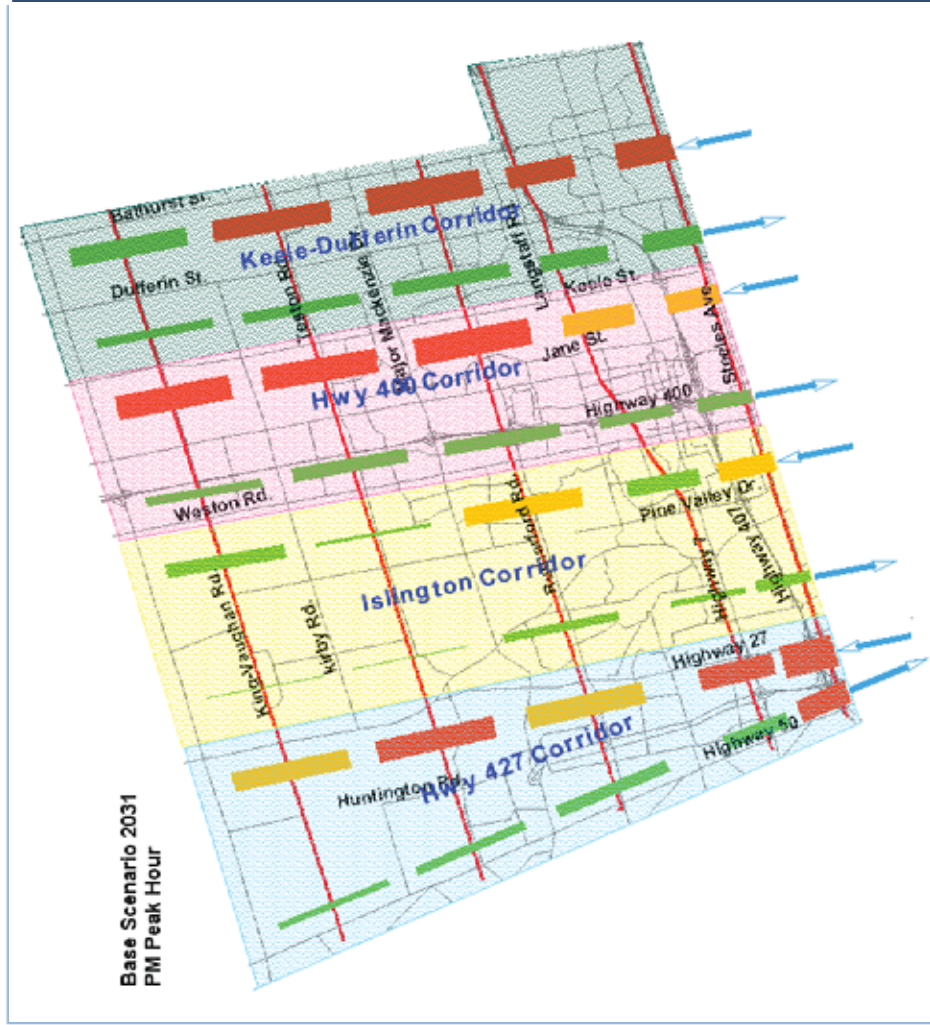 Bathurst St.
Keele-Dufferin Corridor
Dufferin St.
Teston Rd.
Major Mackenzie Dr.
Langstaff Rd.
Keele St.
Steeles Ave.
Hwy 400 Corridor
Jane St.
Highway 400
Weston Rd.
Rutherford Rd.
Pine Valley Dr.
Highway 7
Highway 407
Islington Corridor
King-Vaughan Rd.
Kirby Rd.
Highway 27
Highway 50
Huntington Rd.
Hwy 427 Corridor
Base Scenario 2031
PM Peak Hour